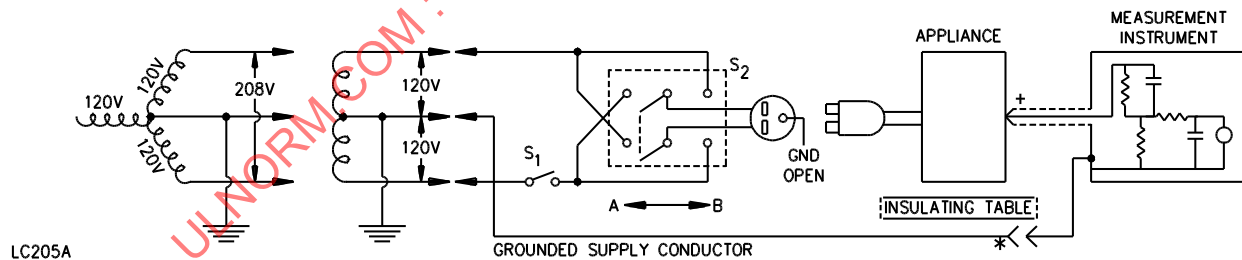 MEASUREMENT
INSTRUMENT
APPLIANCE
120V
120V
120V
208V
120V
120V
S2
S1
+
GND
OPEN
A B
INSULATING TABLE
*
GROUNDED SUPPLY CONDUCTOR
LC205A
ULNORM.COM :